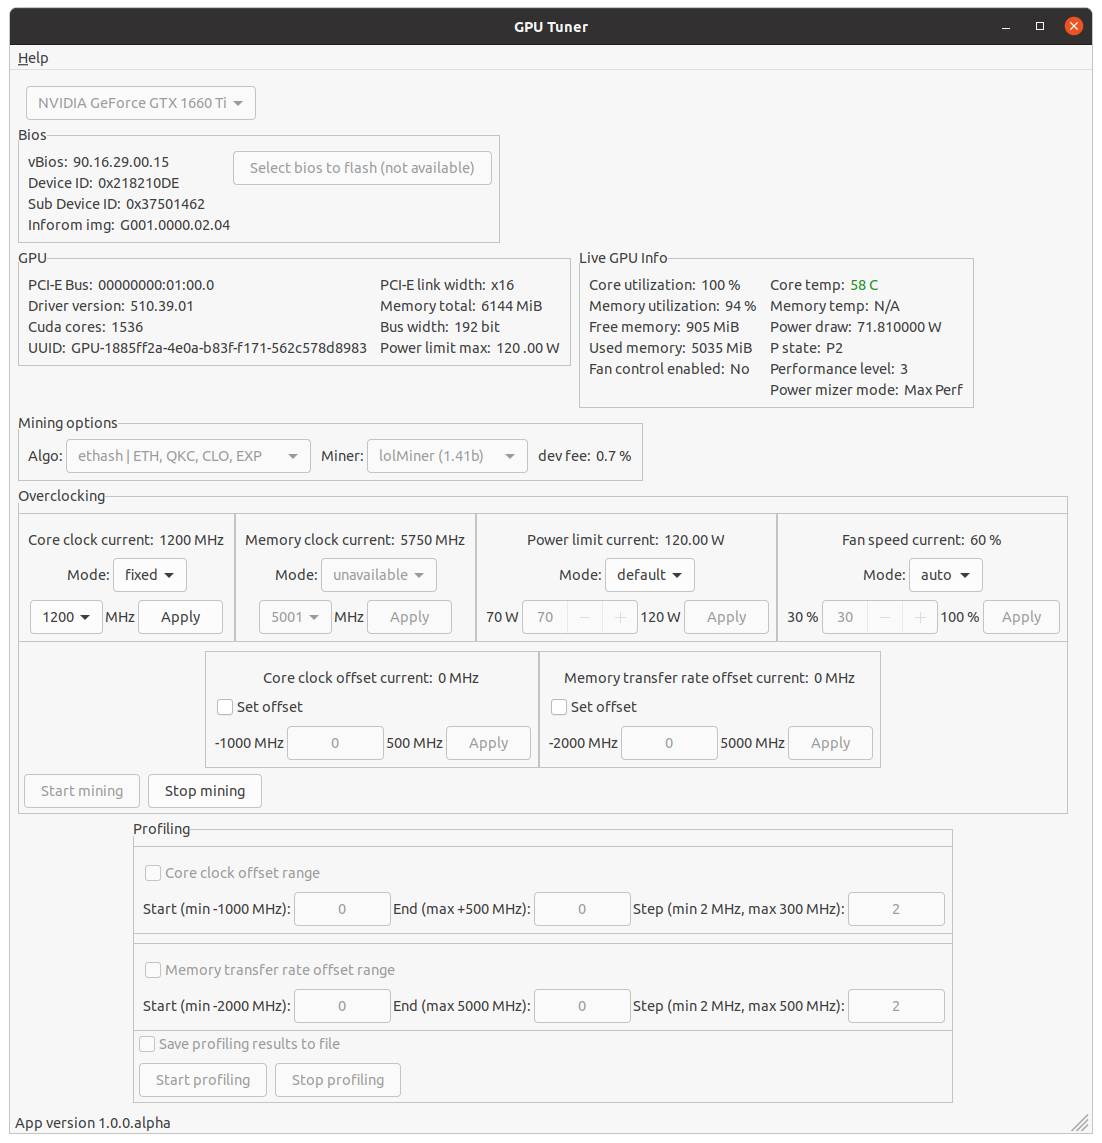 GPU Tuner
Help
NVIDIA GeForce GTX 1660 Ti
Bios
vBios: 90.16.29.00.15
Select bios to flash (not available)
Device ID: 0x218210DE
Sub Device ID: 0x37501462
Inforom img: G001.0000.02.04
GPU
PCI-E Bus: 00000000:01:00.0 PCI-E link width: x16
Driver version: 510.39.01 Memory total: 6144 MiB
Cuda cores: 1536 Bus width: 192 bit
UUID: GPU-1885ff2a-4e0a-b83f-f171-562c578d8983 Power limit max: 120 .00 W
Live GPU Info
Core utilization: 100 % Core temp: 58 C
Memory utilization: 94 % Memory temp: N/A
Free memory: 905 MiB Power draw: 71.810000 W
Used memory: 5035 MiB P state: P2
Fan control enabled: No Performance level: 3
Power mizer mode: Max Perf
Mining options
Algo: ethash | ETH, QKC, CLO, EXP Miner: lolMiner (1.41b) dev fee: 0.7 %
Overclocking
Core clock current: 1200 MHz
Mode: fixed
1200 MHz Apply
Memory clock current: 5750 MHz
Mode: unavailable
5001 MHz Apply
Power limit current: 120.00 W
Mode: default
70 W 70 − + 120 W Apply
Fan speed current: 60 %
Mode: auto
30 % 30 − + 100 % Apply
Core clock offset current: 0 MHz
Set offset
-1000 MHz 0 500 MHz Apply
Memory transfer rate offset current: 0 MHz
Set offset
-2000 MHz 0 5000 MHz Apply
Start mining Stop mining
Profiling
Core clock offset range
Start (min -1000 MHz): 0 End (max +500 MHz): 0 Step (min 2 MHz, max 300 MHz): 2
Memory transfer rate offset range
Start (min -2000 MHz): 0 End (max 5000 MHz): 0 Step (min 2 MHz, max 500 MHz): 2
Save profiling results to file
Start profiling Stop profiling
App version 1.0.0.alpha